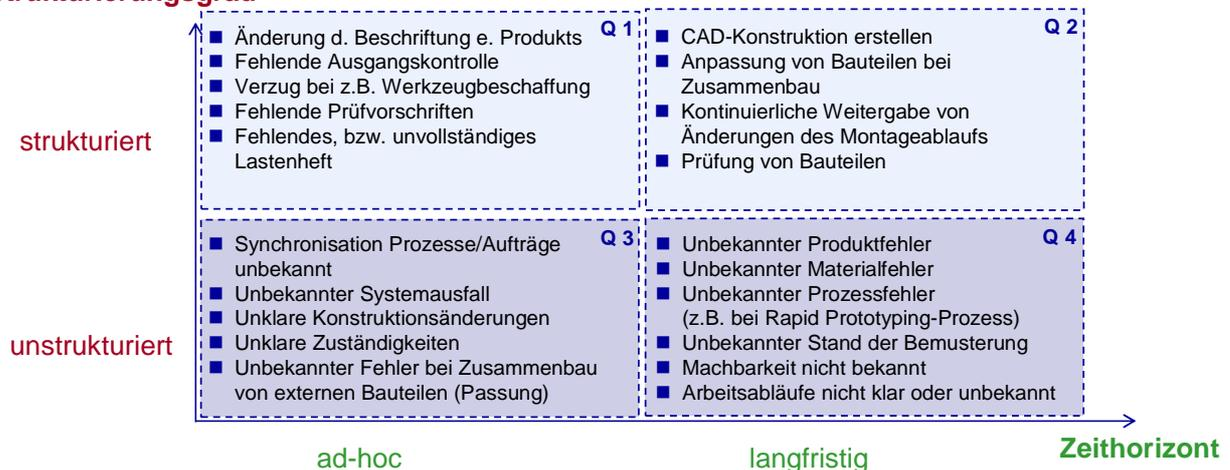 Q 1
Änderung d. Beschriftung e. Produkts
Fehlende Ausgangskontrolle
Verzug bei z.B. Werkzeugbeschaffung
Fehlende Prüfvorschriften
Fehlendes, bzw. unvollständiges
Lastenheft
Q 2
CAD-Konstruktion erstellen
Anpassung von Bauteilen bei
Zusammenbau
Kontinuierliche Weitergabe von
Änderungen des Montageablaufs
Prüfung von Bauteilen
strukturiert
Q 3
Synchronisation Prozesse/Aufträge
unbekannt
Unbekannter Systemausfall
Unklare Konstruktionsänderungen
Unklare Zuständigkeiten
Unbekannter Fehler bei Zusammenbau
von externen Bauteilen (Passung)
Q 4
Unbekannter Produktfehler
Unbekannter Materialfehler
Unbekannter Prozessfehler
(z.B. bei Rapid Prototyping-Prozess)
Unbekannter Stand der Bemusterung
Machbarkeit nicht bekannt
Arbeitsabläufe nicht klar oder unbekannt
unstrukturiert
ad-hoc
langfristig
Zeithorizont